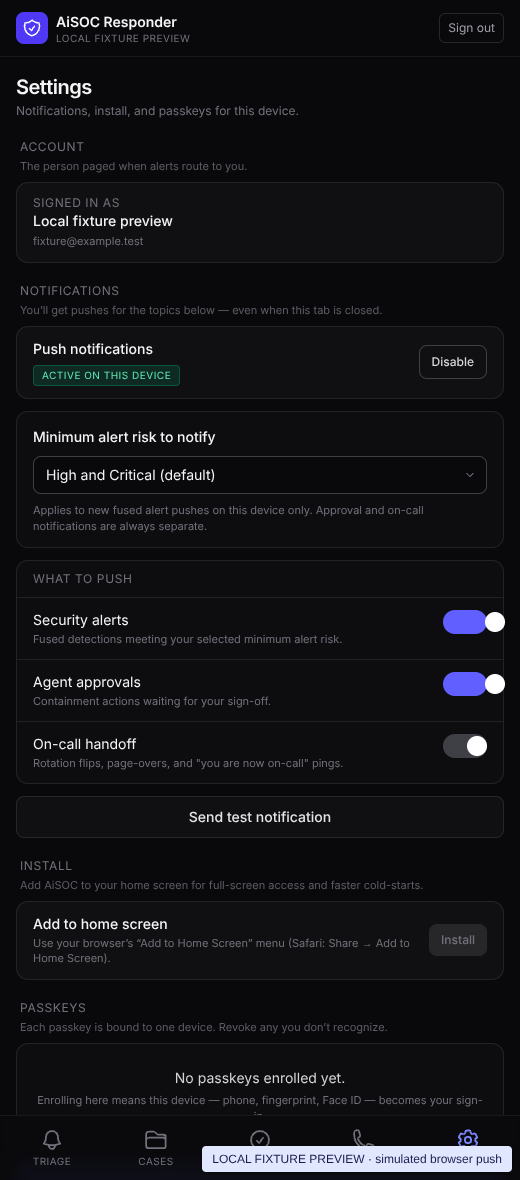 AiSOC Responder
LOCAL FIXTURE PREVIEW
Sign out
Settings
Notifications, install, and passkeys for this device.
ACCOUNT
The person paged when alerts route to you.
SIGNED IN AS
Local fixture preview
fixture@example.test
NOTIFICATIONS
You'll get pushes for the topics below — even when this tab is closed.
Push notifications
ACTIVE ON THIS DEVICE
Disable
Minimum alert risk to notify
High and Critical (default)
Applies to new fused alert pushes on this device only. Approval and on-call
notifications are always separate.
WHAT TO PUSH
Security alerts
Fused detections meeting your selected minimum alert risk.
Agent approvals
Containment actions waiting for your sign-off.
On-call handoff
Rotation flips, page-overs, and "you are now on-call" pings.
Send test notification
INSTALL
Add AiSOC to your home screen for full-screen access and faster cold-starts.
Add to home screen
Use your browser's “Add to Home Screen” menu (Safari: Share → Add to
Home Screen).
Install
PASSKEYS
Each passkey is bound to one device. Revoke any you don't recognize.
No passkeys enrolled yet.
Enrolling here means this device — phone, fingerprint, Face ID — becomes your sign-
TRIAGE
CASES
LOCAL FIXTURE PREVIEW · simulated browser push